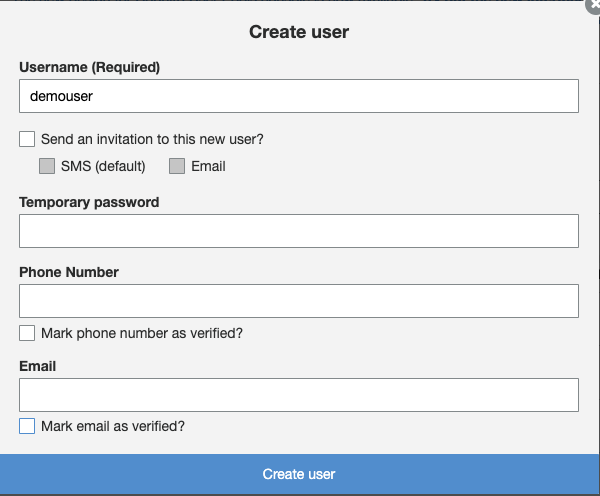 Create user
Username (Required)
demouser
Send an invitation to this new user?
SMS (default) Email
Temporary password
Phone Number
Mark phone number as verified?
Email
Mark email as verified?
Create user